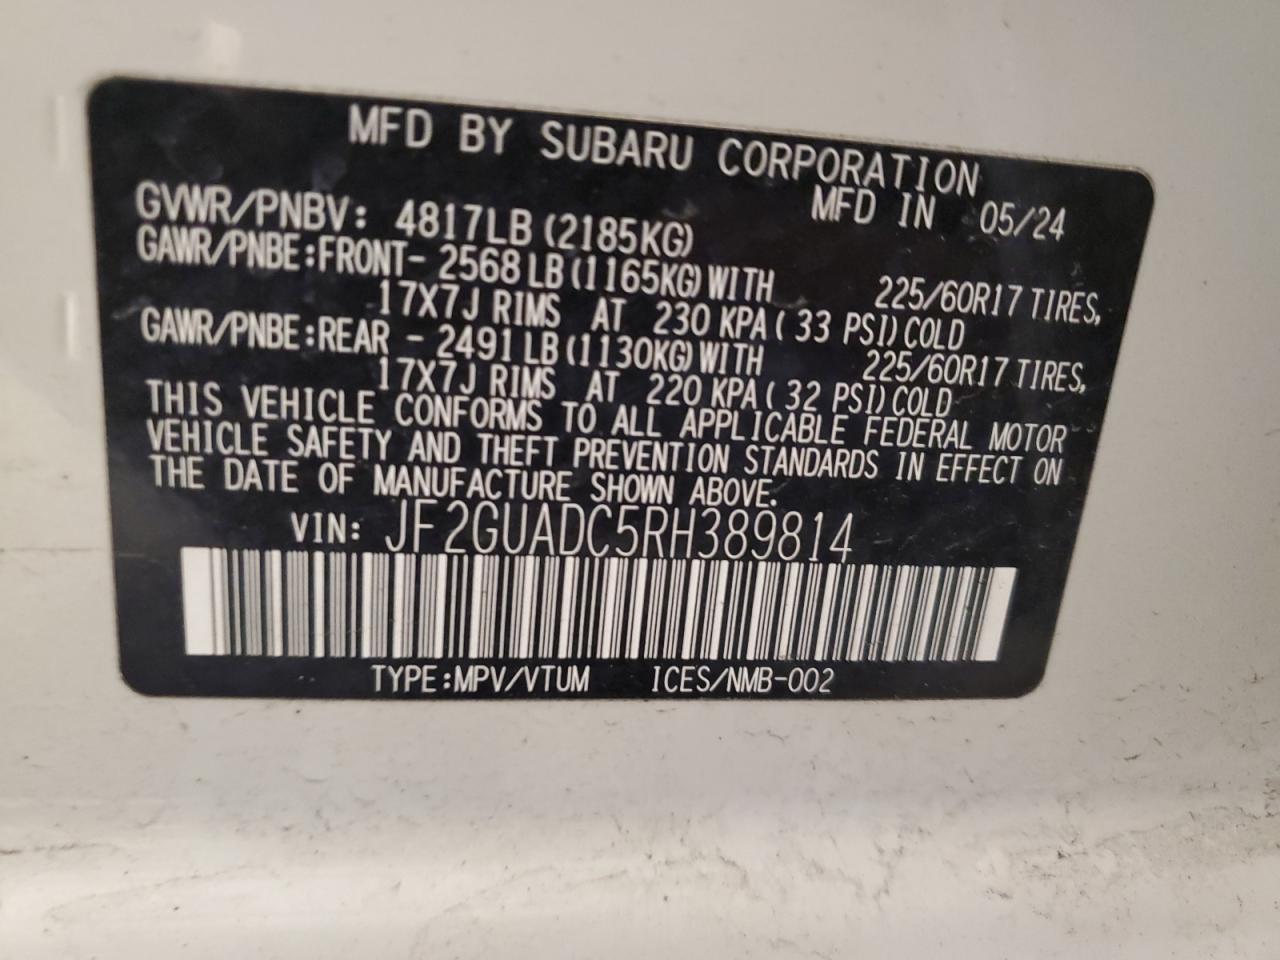 MFD BY SUBARU CORPORATION
MFD IN 05/24
GVWR/PNBV: 4817LB (2185KG)
GAWR/PNBE:FRONT- 2568 LB (1165KG) WITH 225/60R17 TIRES,
17X7J RIMS AT 230 KPA ( 33 PSI) COLD
GAWR/PNBE:REAR - 2491 LB (1130KG) WITH 225/60R17 TIRES,
17X7J RIMS AT 220 KPA ( 32 PSI) COLD
THIS VEHICLE CONFORMS TO ALL APPLICABLE FEDERAL MOTOR
VEHICLE SAFETY AND THEFT PREVENTION STANDARDS IN EFFECT ON
THE DATE OF MANUFACTURE SHOWN ABOVE.
VIN: JF2GUADC5RH389814
TYPE:MPV/VTUM ICES/NMB-002